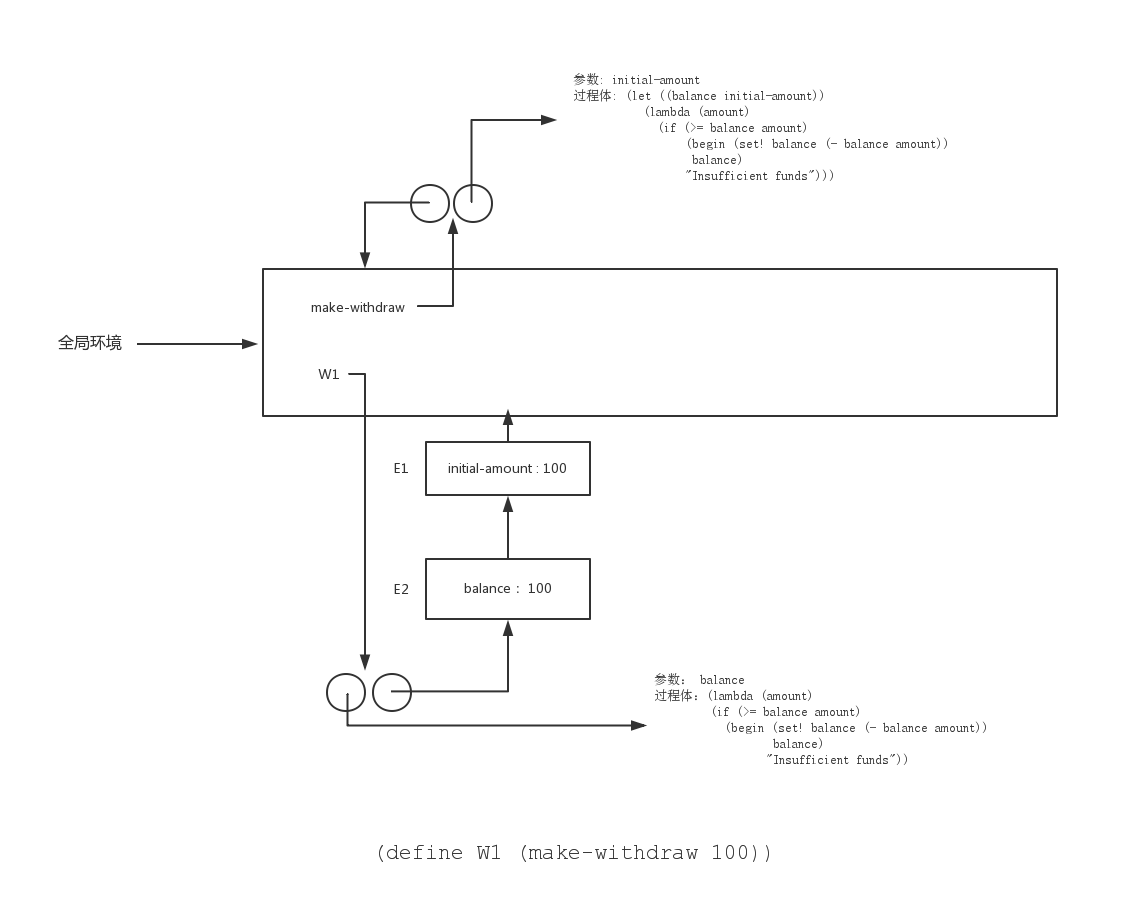 参数: initial-amount
过程体: (let ((balance initial-amount))
(lambda (amount)
(if (>= balance amount)
(begin (set! balance (- balance amount))
balance)
"Insufficient funds")))
make-withdraw
全局环境
W1
E1
initial-amount : 100
E2
balance : 100
参数: balance
过程体: (lambda (amount)
(if (>= balance amount)
(begin (set! balance (- balance amount))
balance)
"Insufficient funds"))
(define W1 (make-withdraw 100))